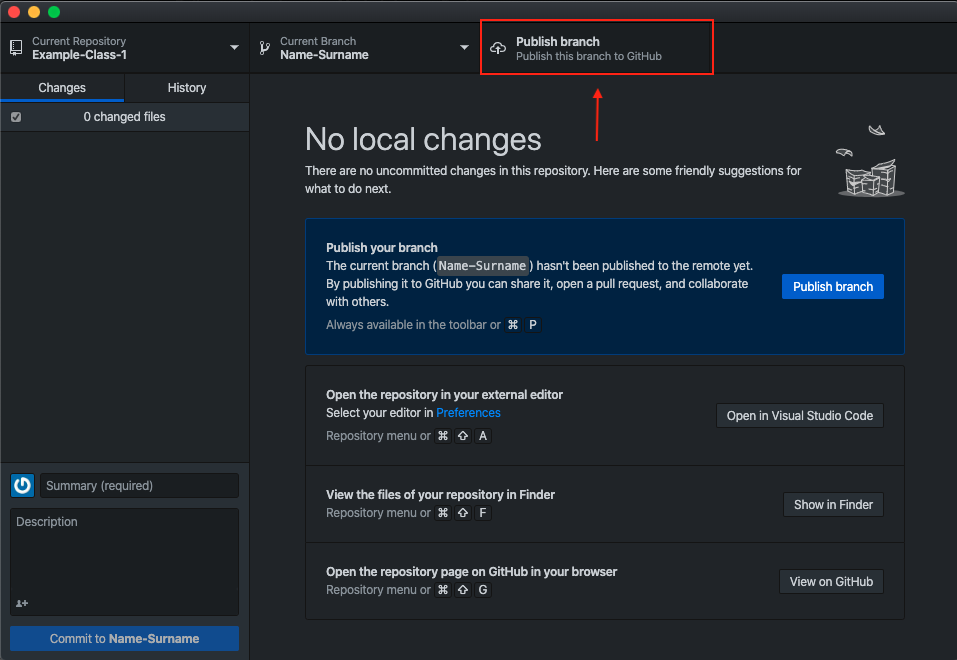 Current Repository
Example-Class-1
Current Branch
Name-Surname
Publish branch
Publish this branch to GitHub
Changes
History
0 changed files
No local changes
There are no uncommitted changes in this repository. Here are some friendly suggestions for
what to do next.
Publish your branch
The current branch (Name-Surname) hasn't been published to the remote yet.
By publishing it to GitHub you can share it, open a pull request, and collaborate
with others.
Always available in the toolbar or ⌘ P
Publish branch
Open the repository in your external editor
Select your editor in Preferences
Repository menu or ⌘ ⇧ A
Open in Visual Studio Code
View the files of your repository in Finder
Repository menu or ⌘ ⇧ F
Show in Finder
Open the repository page on GitHub in your browser
Repository menu or ⌘ ⇧ G
View on GitHub
Summary (required)
Description
Commit to Name-Surname